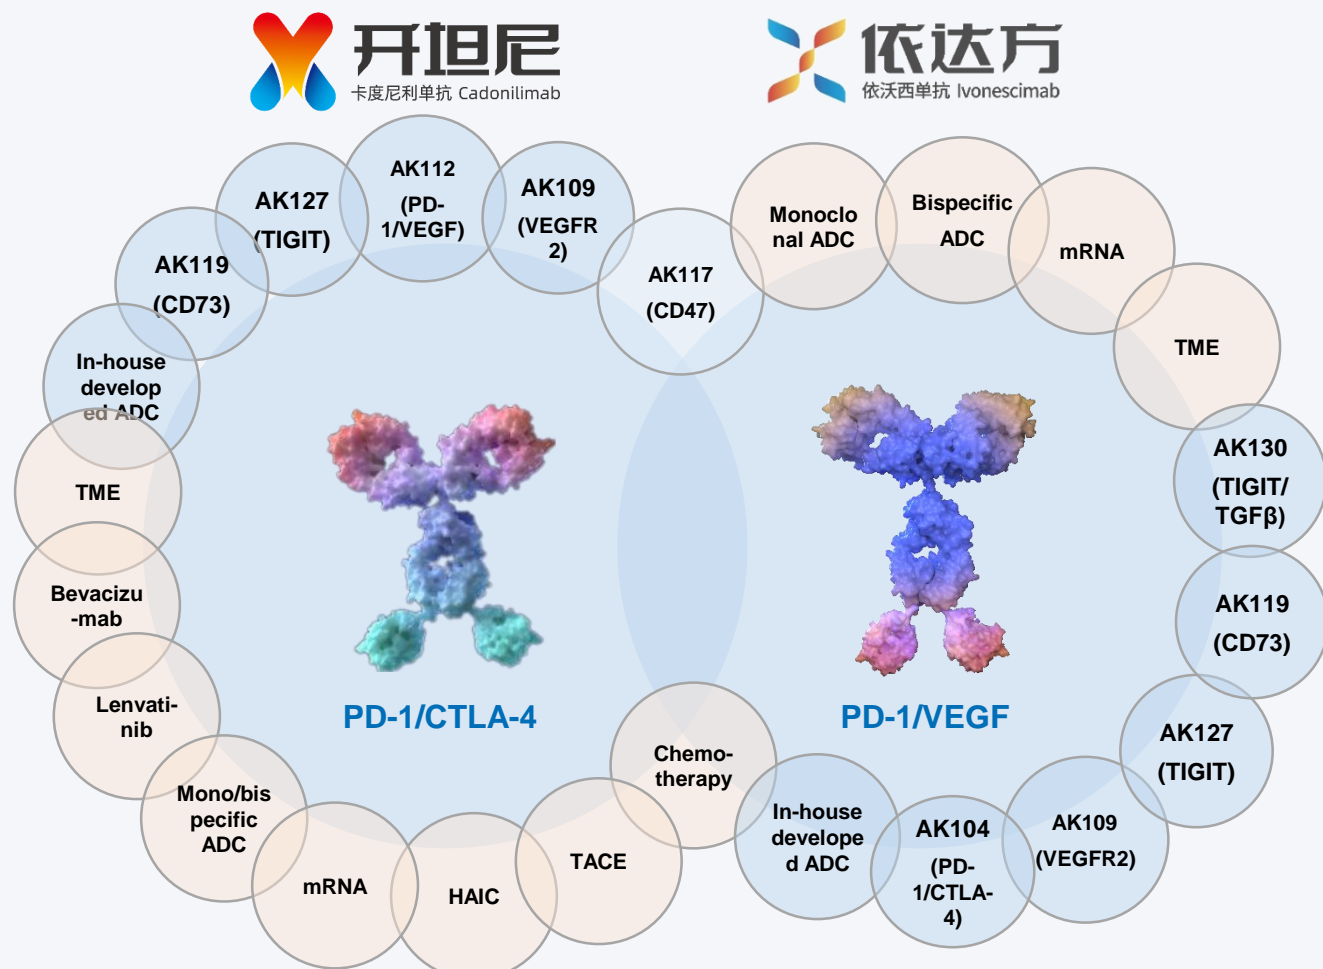 开坦尼
卡度尼利单抗 Cadonilimab
依达方
依沃西单抗 Ivonescimab
AK112
(PD-
1/VEGF)
AK109
(VEGFR
2)
AK127
(TIGIT)
AK119
(CD73)
In-house
develop
ed ADC
TME
Bevacizu
-mab
Lenvati-
nib
Mono/bis
pecific
ADC
mRNA
HAIC
TACE
Chemo-
therapy
AK117
(CD47)
PD-1/CTLA-4
Monoclo
nal ADC
Bispecific
ADC
mRNA
TME
AK130
(TIGIT/
TGFβ)
AK119
(CD73)
AK127
(TIGIT)
AK109
(VEGFR2)
AK104
(PD-
1/CTLA-
4)
In-house
develope
d ADC
PD-1/VEGF